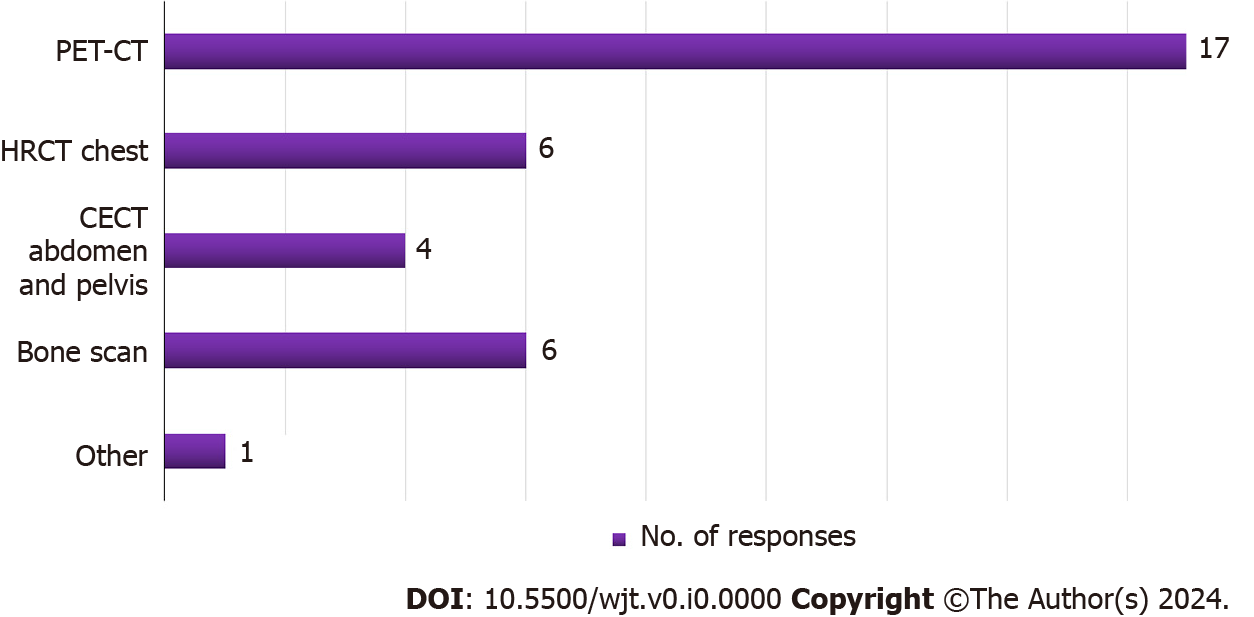 PET-CT 17
HRCT chest 6
CECT
abdomen 4
and pelvis
Bone scan 6
Other 1
No. of responses
DOI: 10.5500/wjt.v0.i0.0000 Copyright ©The Author(s) 2024.